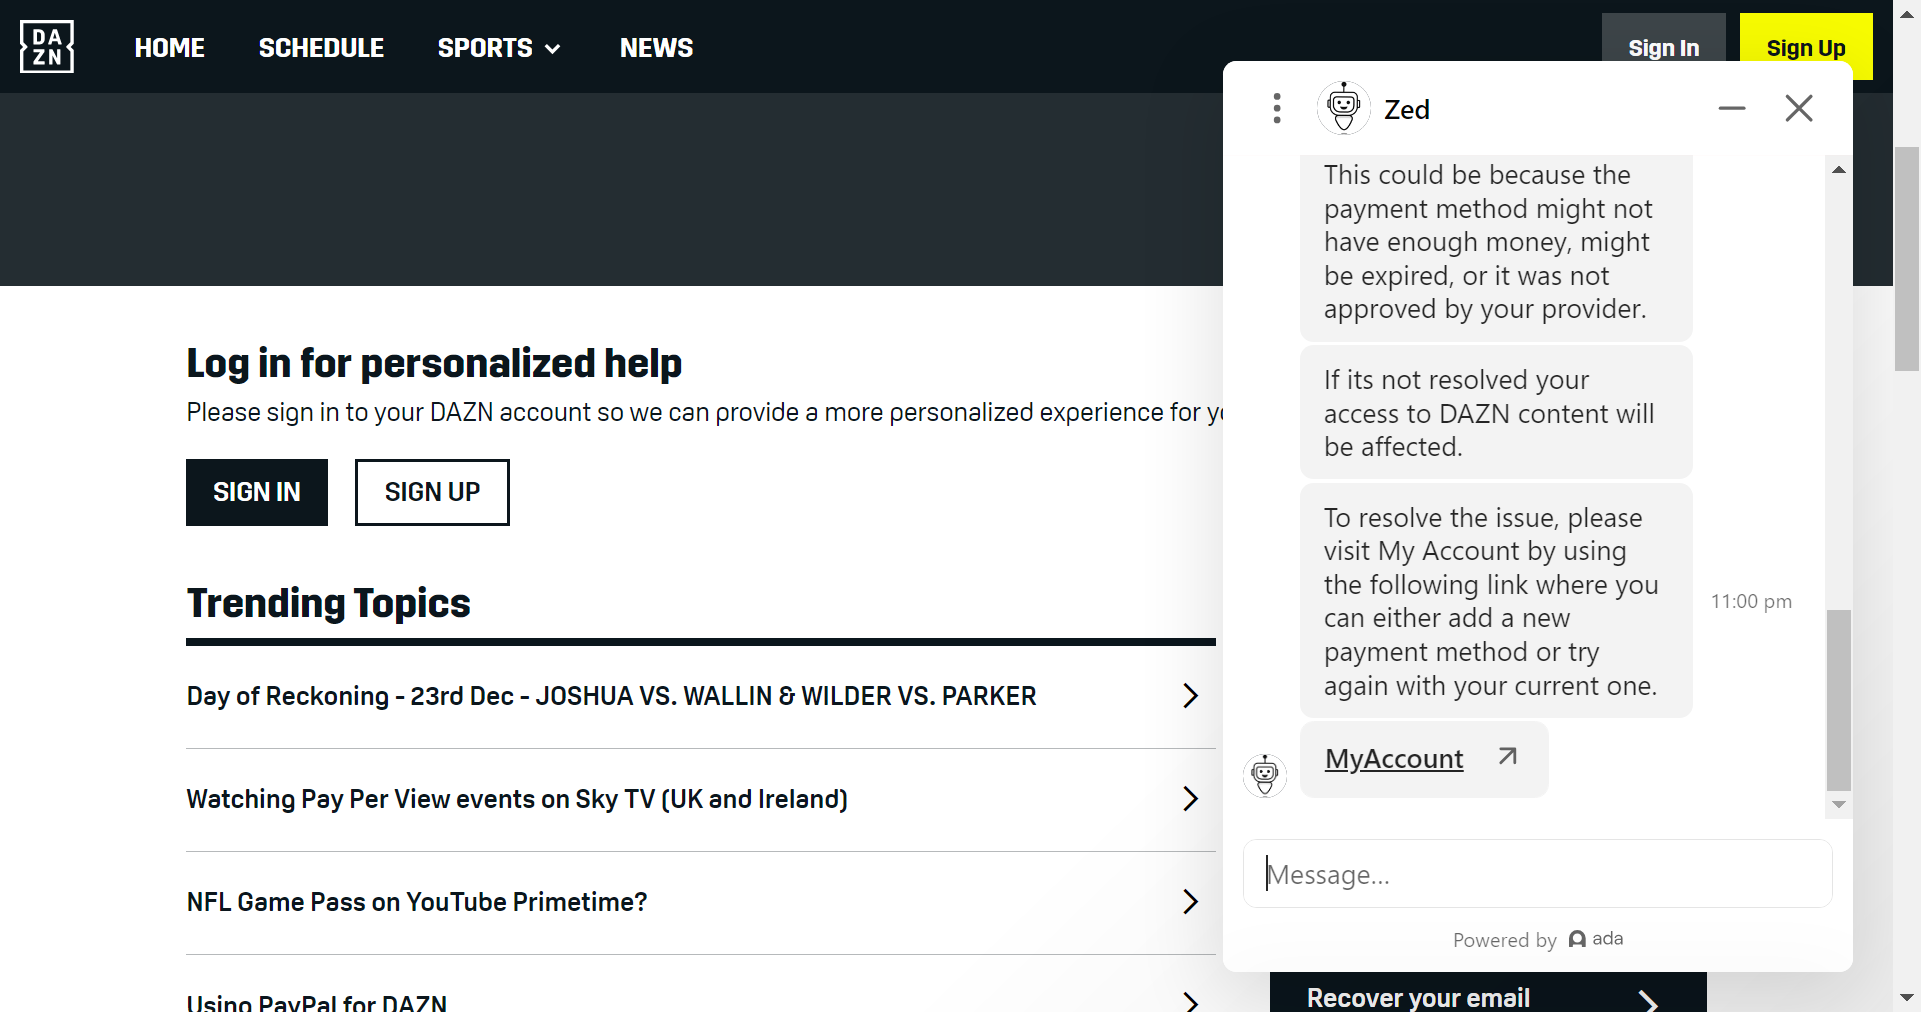 DA
ZN
HOME
SCHEDULE
SPORTS
NEWS
Sign In
Sign Up
Log in for personalized help
Please sign in to your DAZN account so we can provide a more personalized experience for
SIGN IN
SIGN UP
Trending Topics
Day of Reckoning - 23rd Dec - JOSHUA VS. WALLIN & WILDER VS. PARKER
Watching Pay Per View events on Sky TV (UK and Ireland)
NFL Game Pass on YouTube Primetime?
Using PayPal for DAZN
Zed
This could be because the
payment method might not
have enough money, might
be expired, or it was not
approved by your provider.
If its not resolved your
access to DAZN content will
be affected.
To resolve the issue, please
visit My Account by using
the following link where you
can either add a new
payment method or try
again with your current one.
11:00 pm
MyAccount
Message...
Powered by ada
Recover your email